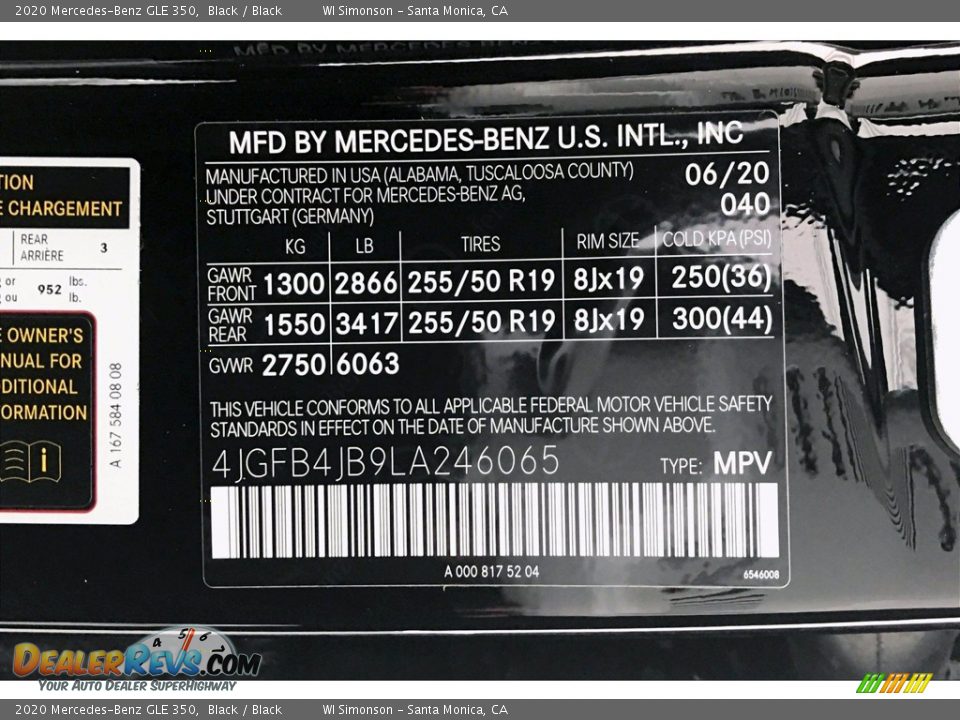 2020 Mercedes-Benz GLE 350, Black / Black WI Simonson - Santa Monica, CA
MFD BY MERCEDES-BENZ U.S. INTL., INC
MANUFACTURED IN USA (ALABAMA, TUSCALOOSA COUNTY) 06/20
UNDER CONTRACT FOR MERCEDES-BENZ AG, 040
STUTTGART (GERMANY)
KG LB TIRES RIM SIZE COLD KPA (PSI)
GAWR FRONT 1300 2866 255/50 R19 8Jx19 250(36)
GAWR REAR 1550 3417 255/50 R19 8Jx19 300(44)
GVWR 2750 6063
THIS VEHICLE CONFORMS TO ALL APPLICABLE FEDERAL MOTOR VEHICLE SAFETY
STANDARDS IN EFFECT ON THE DATE OF MANUFACTURE SHOWN ABOVE.
4JGFB4JB9LA246065 TYPE: MPV
A 000 817 52 04 6546008
TION
E CHARGEMENT
REAR 3
ARRIÈRE
or 952 lbs.
ou lb.
E OWNER'S
NUAL FOR
DITIONAL
ORMATION
i
A 167 584 08 08
4 5 6
DEALERREVS.COM
YOUR AUTO DEALER SUPERHIGHWAY
2020 Mercedes-Benz GLE 350, Black / Black WI Simonson - Santa Monica, CA